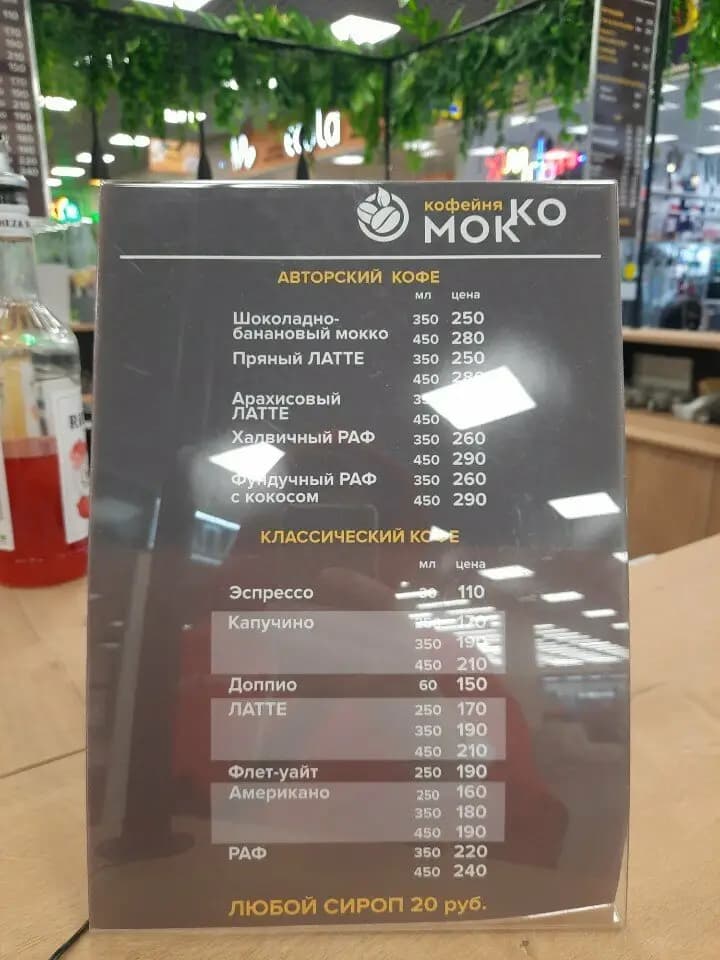 кофейня
МОККО
АВТОРСКИЙ КОФЕ
мл цена
Шоколадно-
банановый мокко 350 250
450 280
Пряный ЛАТТЕ 350 250
450 280
Арахисовый
ЛАТТЕ 450
Халвичный РАФ 350 260
450 290
Фундучный РАФ 350 260
с кокосом 450 290
КЛАССИЧЕСКИЙ КОФЕ
мл цена
Эспрессо 110
Капучино
350 190
450 210
Доппио 60 150
ЛАТТЕ 250 170
350 190
450 210
Флет-уайт 250 190
Американо 250 160
350 180
450 190
РАФ 350 220
450 240
ЛЮБОЙ СИРОП 20 руб.